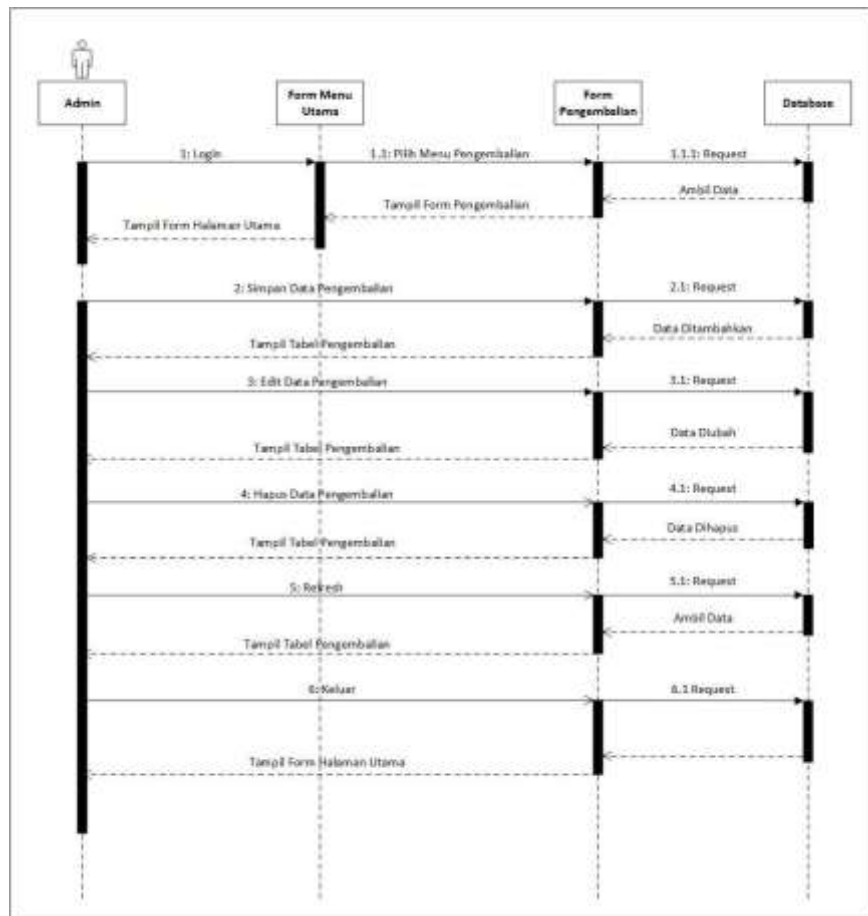 Admin
Form Menu
Utama
Form
Pengembalian
Database
1: Login
1.1: Pilih Menu Pengembalian
1.1.1: Request
Ambil Data
Tampil Form Pengembalian
Tampil Form Halaman Utama
2: Simpan Data Pengembalian
2.1: Request
Data Ditambahkan
Tampil Tabel Pengembalian
3: Edit Data Pengembalian
3.1: Request
Data Diubah
Tampil Tabel Pengembalian
4: Hapus Data Pengembalian
4.1: Request
Data Dihapus
Tampil Tabel Pengembalian
5: Refresh
5.1: Request
Ambil Data
Tampil Tabel Pengembalian
6: Keluar
6.1 Request
Tampil Form Halaman Utama